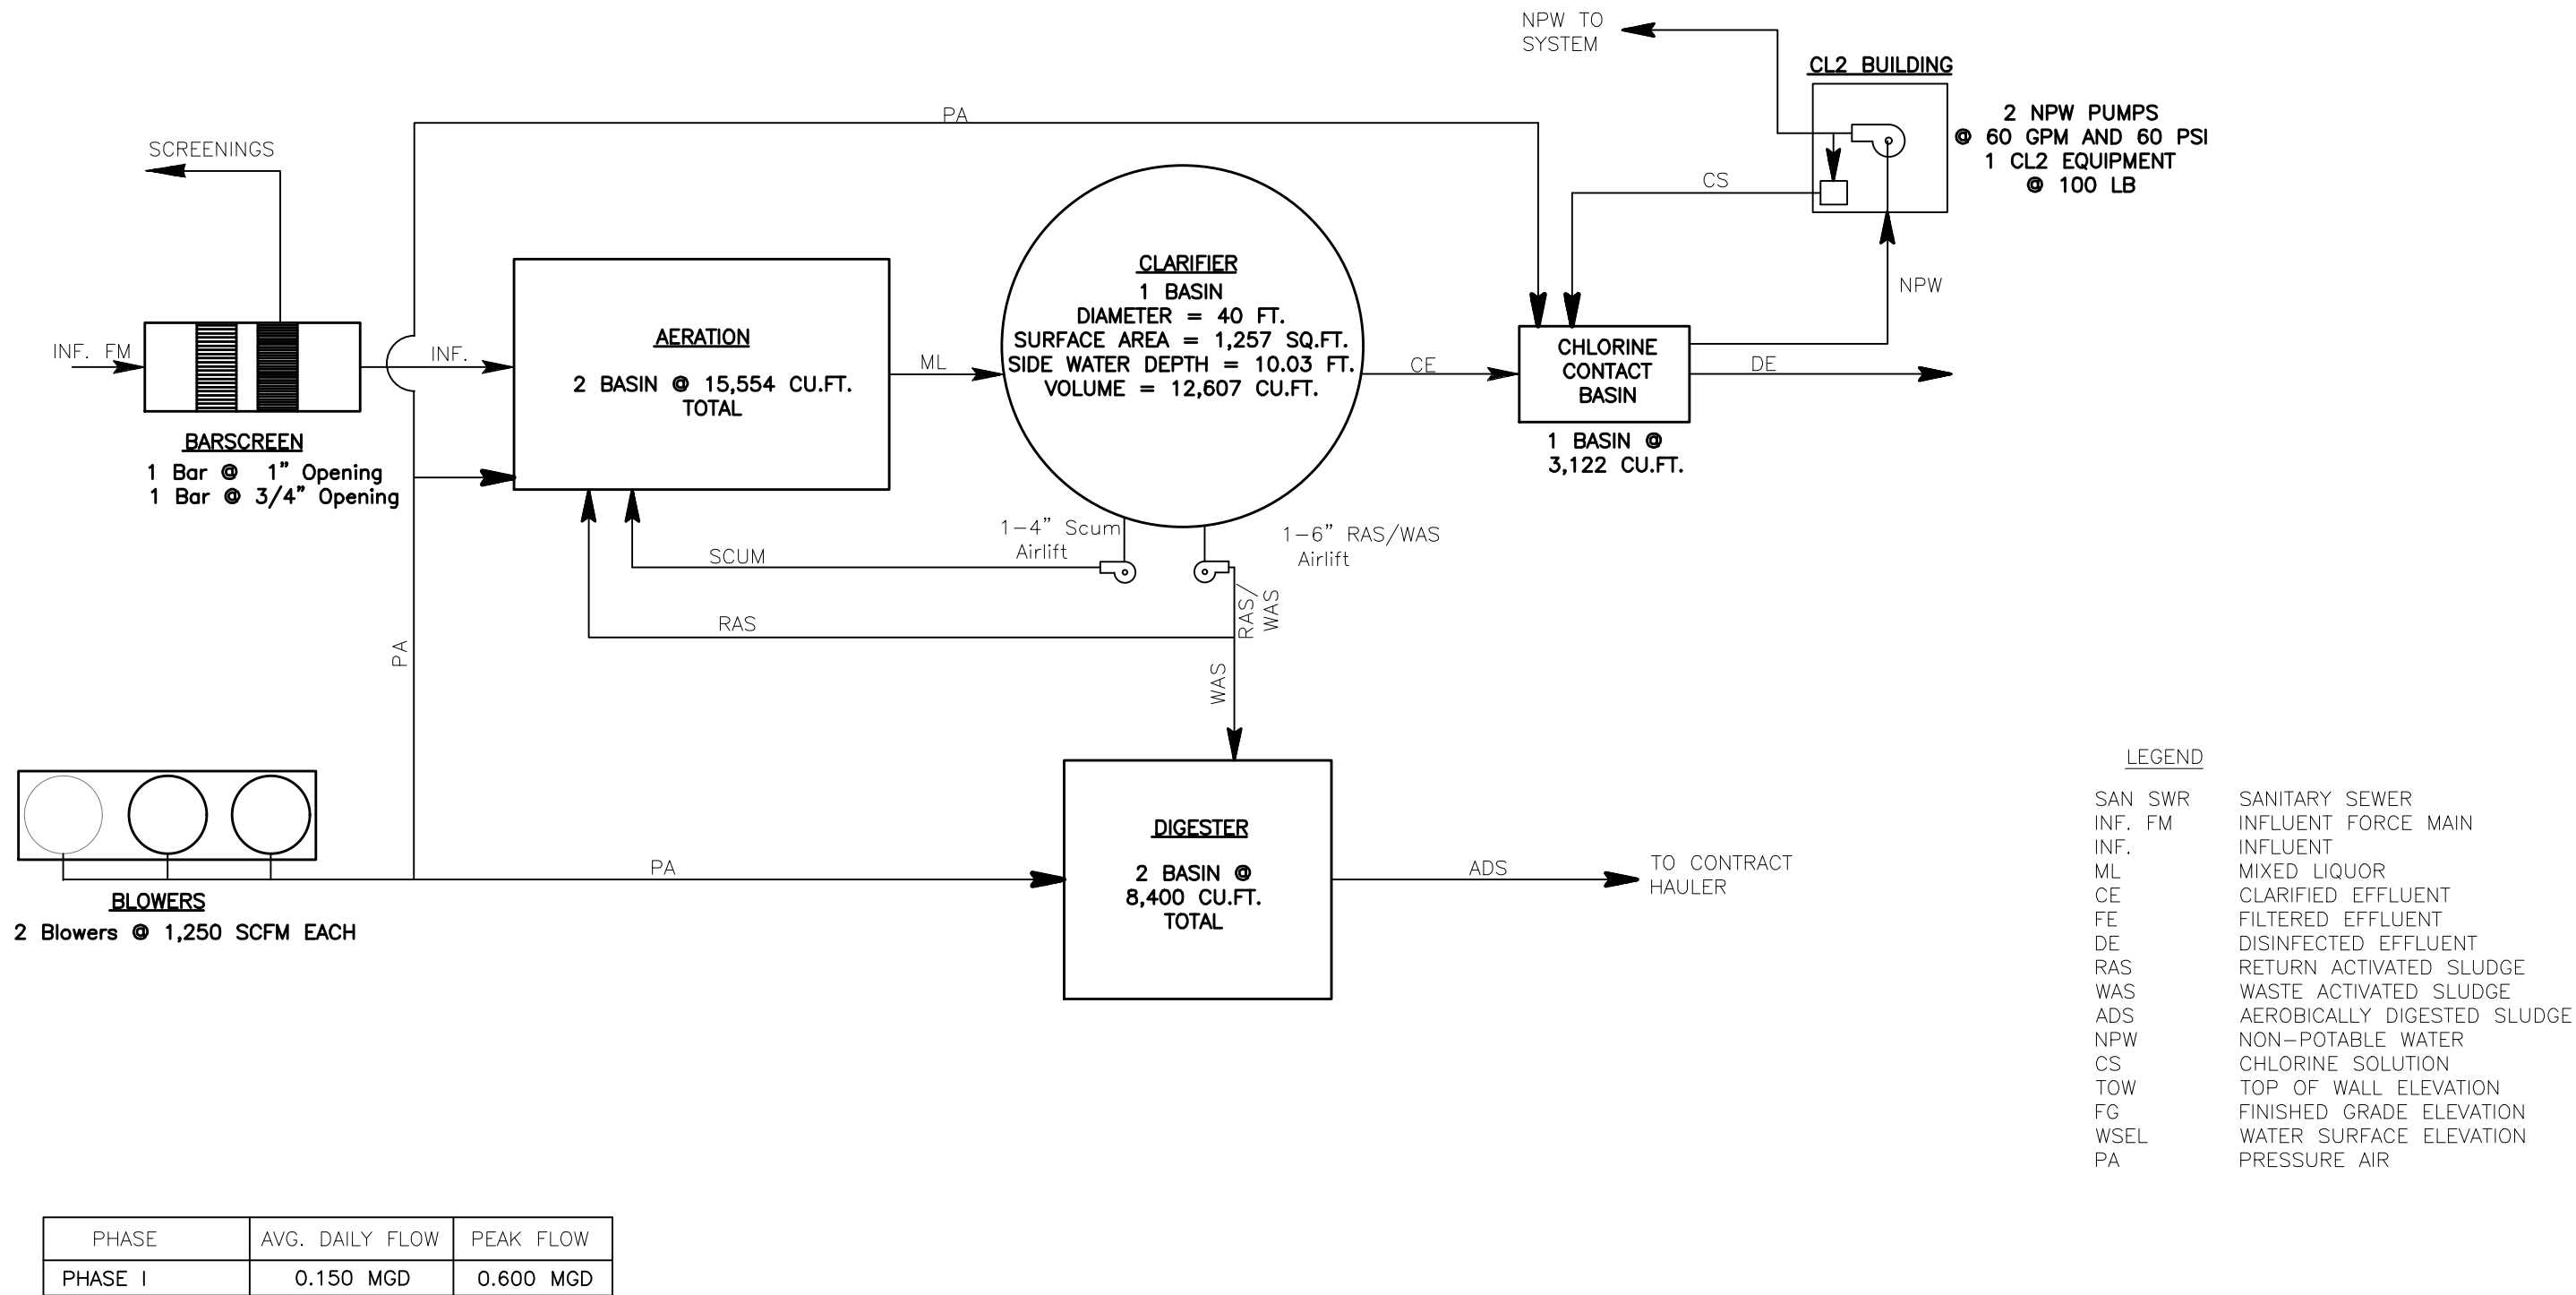 NPW TO
SYSTEM
CL2 BUILDING
2 NPW PUMPS
@ 60 GPM AND 60 PSI
1 CL2 EQUIPMENT
@ 100 LB
PA
SCREENINGS
CS
NPW
CLARIFIER
1 BASIN
DIAMETER = 40 FT.
SURFACE AREA = 1,257 SQ.FT.
SIDE WATER DEPTH = 10.03 FT.
VOLUME = 12,607 CU.FT.
INF. FM
INF.
AERATION
2 BASIN @ 15,554 CU.FT.
TOTAL
ML
CE
CHLORINE
CONTACT
BASIN
DE
1 BASIN @
3,122 CU.FT.
BARSCREEN
1 Bar @ 1" Opening
1 Bar @ 3/4" Opening
1-4" Scum
Airlift
1-6" RAS/WAS
Airlift
SCUM
RAS/
WAS
RAS
PA
WAS
BLOWERS
2 Blowers @ 1,250 SCFM EACH
PA
DIGESTER
2 BASIN @
8,400 CU.FT.
TOTAL
ADS
TO CONTRACT
HAULER
LEGEND
SAN SWR SANITARY SEWER
INF. FM INFLUENT FORCE MAIN
INF. INFLUENT
ML MIXED LIQUOR
CE CLARIFIED EFFLUENT
FE FILTERED EFFLUENT
DE DISINFECTED EFFLUENT
RAS RETURN ACTIVATED SLUDGE
WAS WASTE ACTIVATED SLUDGE
ADS AEROBICALLY DIGESTED SLUDGE
NPW NON-POTABLE WATER
CS CHLORINE SOLUTION
TOW TOP OF WALL ELEVATION
FG FINISHED GRADE ELEVATION
WSEL WATER SURFACE ELEVATION
PA PRESSURE AIR
PHASE AVG. DAILY FLOW PEAK FLOW
PHASE I 0.150 MGD 0.600 MGD